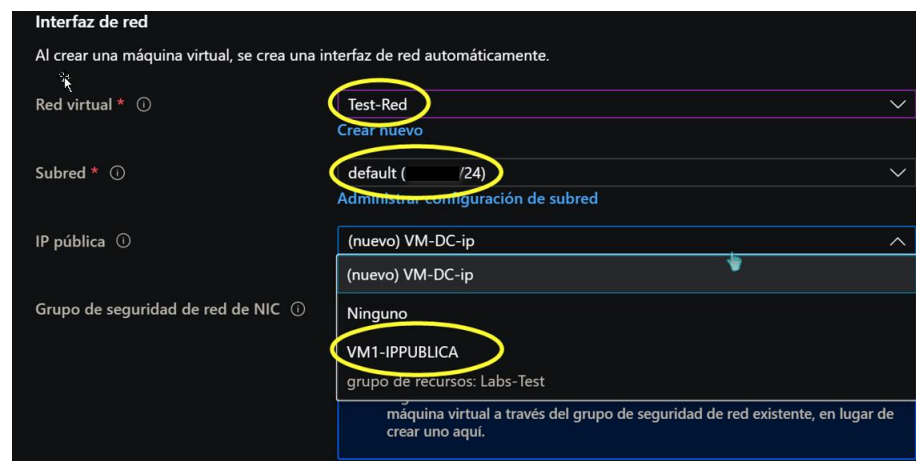 Interfaz de red
Al crear una máquina virtual, se crea una interfaz de red automáticamente.
Red virtual *
Test-Red
Crear nuevo
Subred *
default ( /24)
Administrar configuración de subred
IP pública
(nuevo) VM-DC-ip
(nuevo) VM-DC-ip
Grupo de seguridad de red de NIC
Ninguno
VM1-IPPUBLICA
grupo de recursos: Labs-Test
máquina virtual a través del grupo de seguridad de red existente, en lugar de
crear uno aquí.